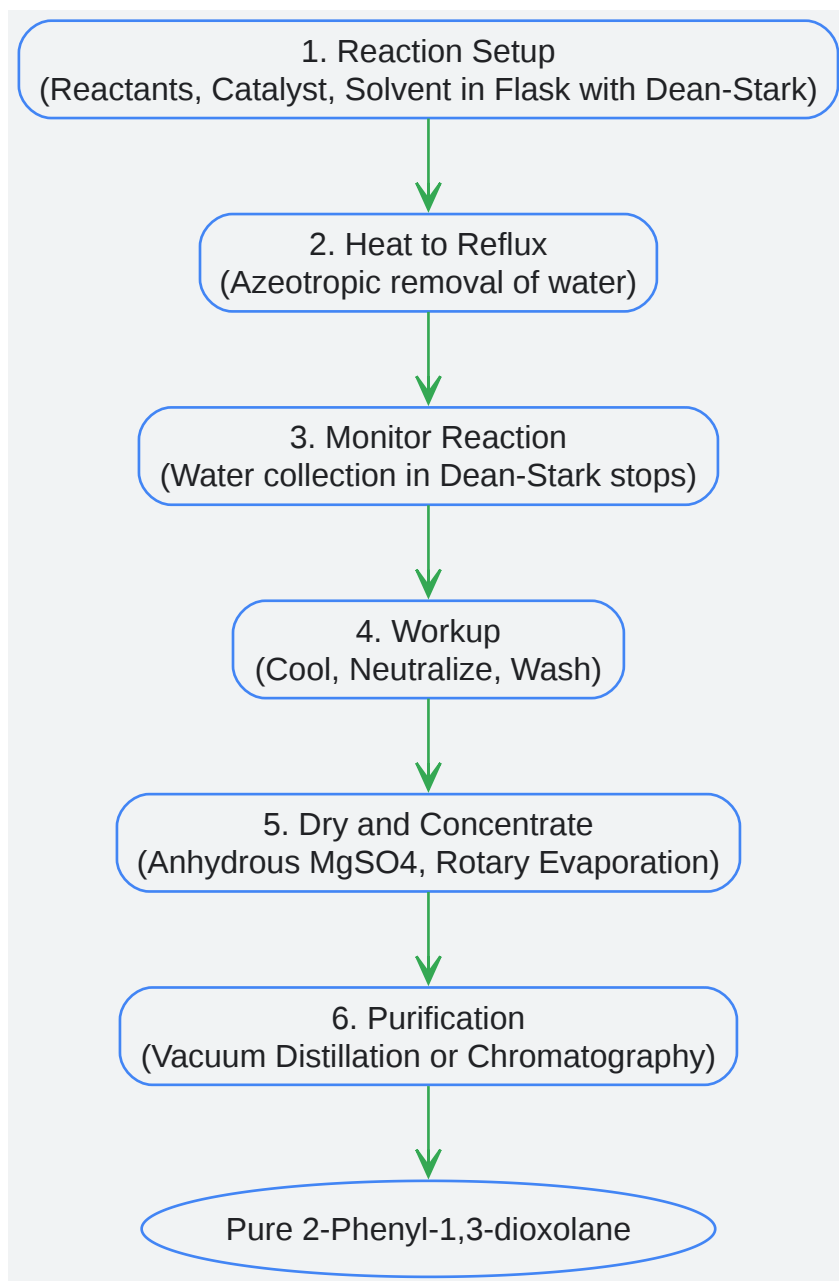 1. Reaction Setup
(Reactants, Catalyst, Solvent in Flask with Dean-Stark)
2. Heat to Reflux
(Azeotropic removal of water)
3. Monitor Reaction
(Water collection in Dean-Stark stops)
4. Workup
(Cool, Neutralize, Wash)
5. Dry and Concentrate
(Anhydrous MgSO4, Rotary Evaporation)
6. Purification
(Vacuum Distillation or Chromatography)
Pure 2-Phenyl-1,3-dioxolane